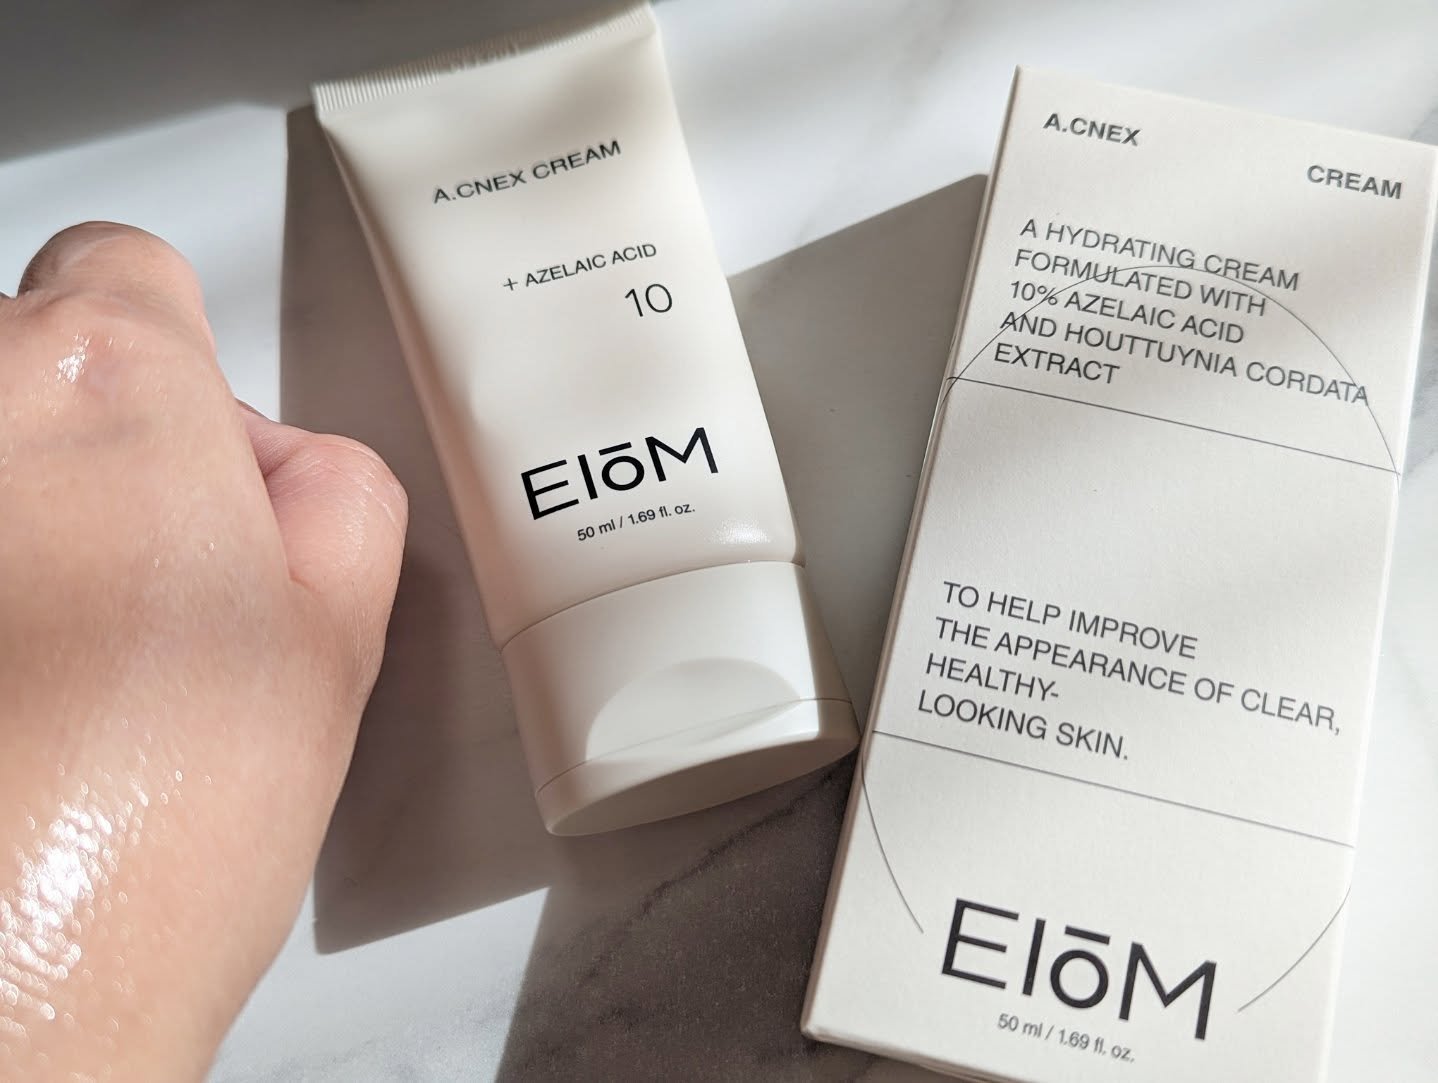 A.CNEX CREAM
+ AZELAIC ACID
10
ElōM
50 ml / 1.69 fl. oz.
A.CNEX
CREAM
A HYDRATING CREAM
FORMULATED WITH
10% AZELAIC ACID
AND HOUTTUYNIA CORDATA
EXTRACT
TO HELP IMPROVE
THE APPEARANCE OF CLEAR,
HEALTHY-
LOOKING SKIN.
ElōM
50 ml / 1.69 fl. oz.